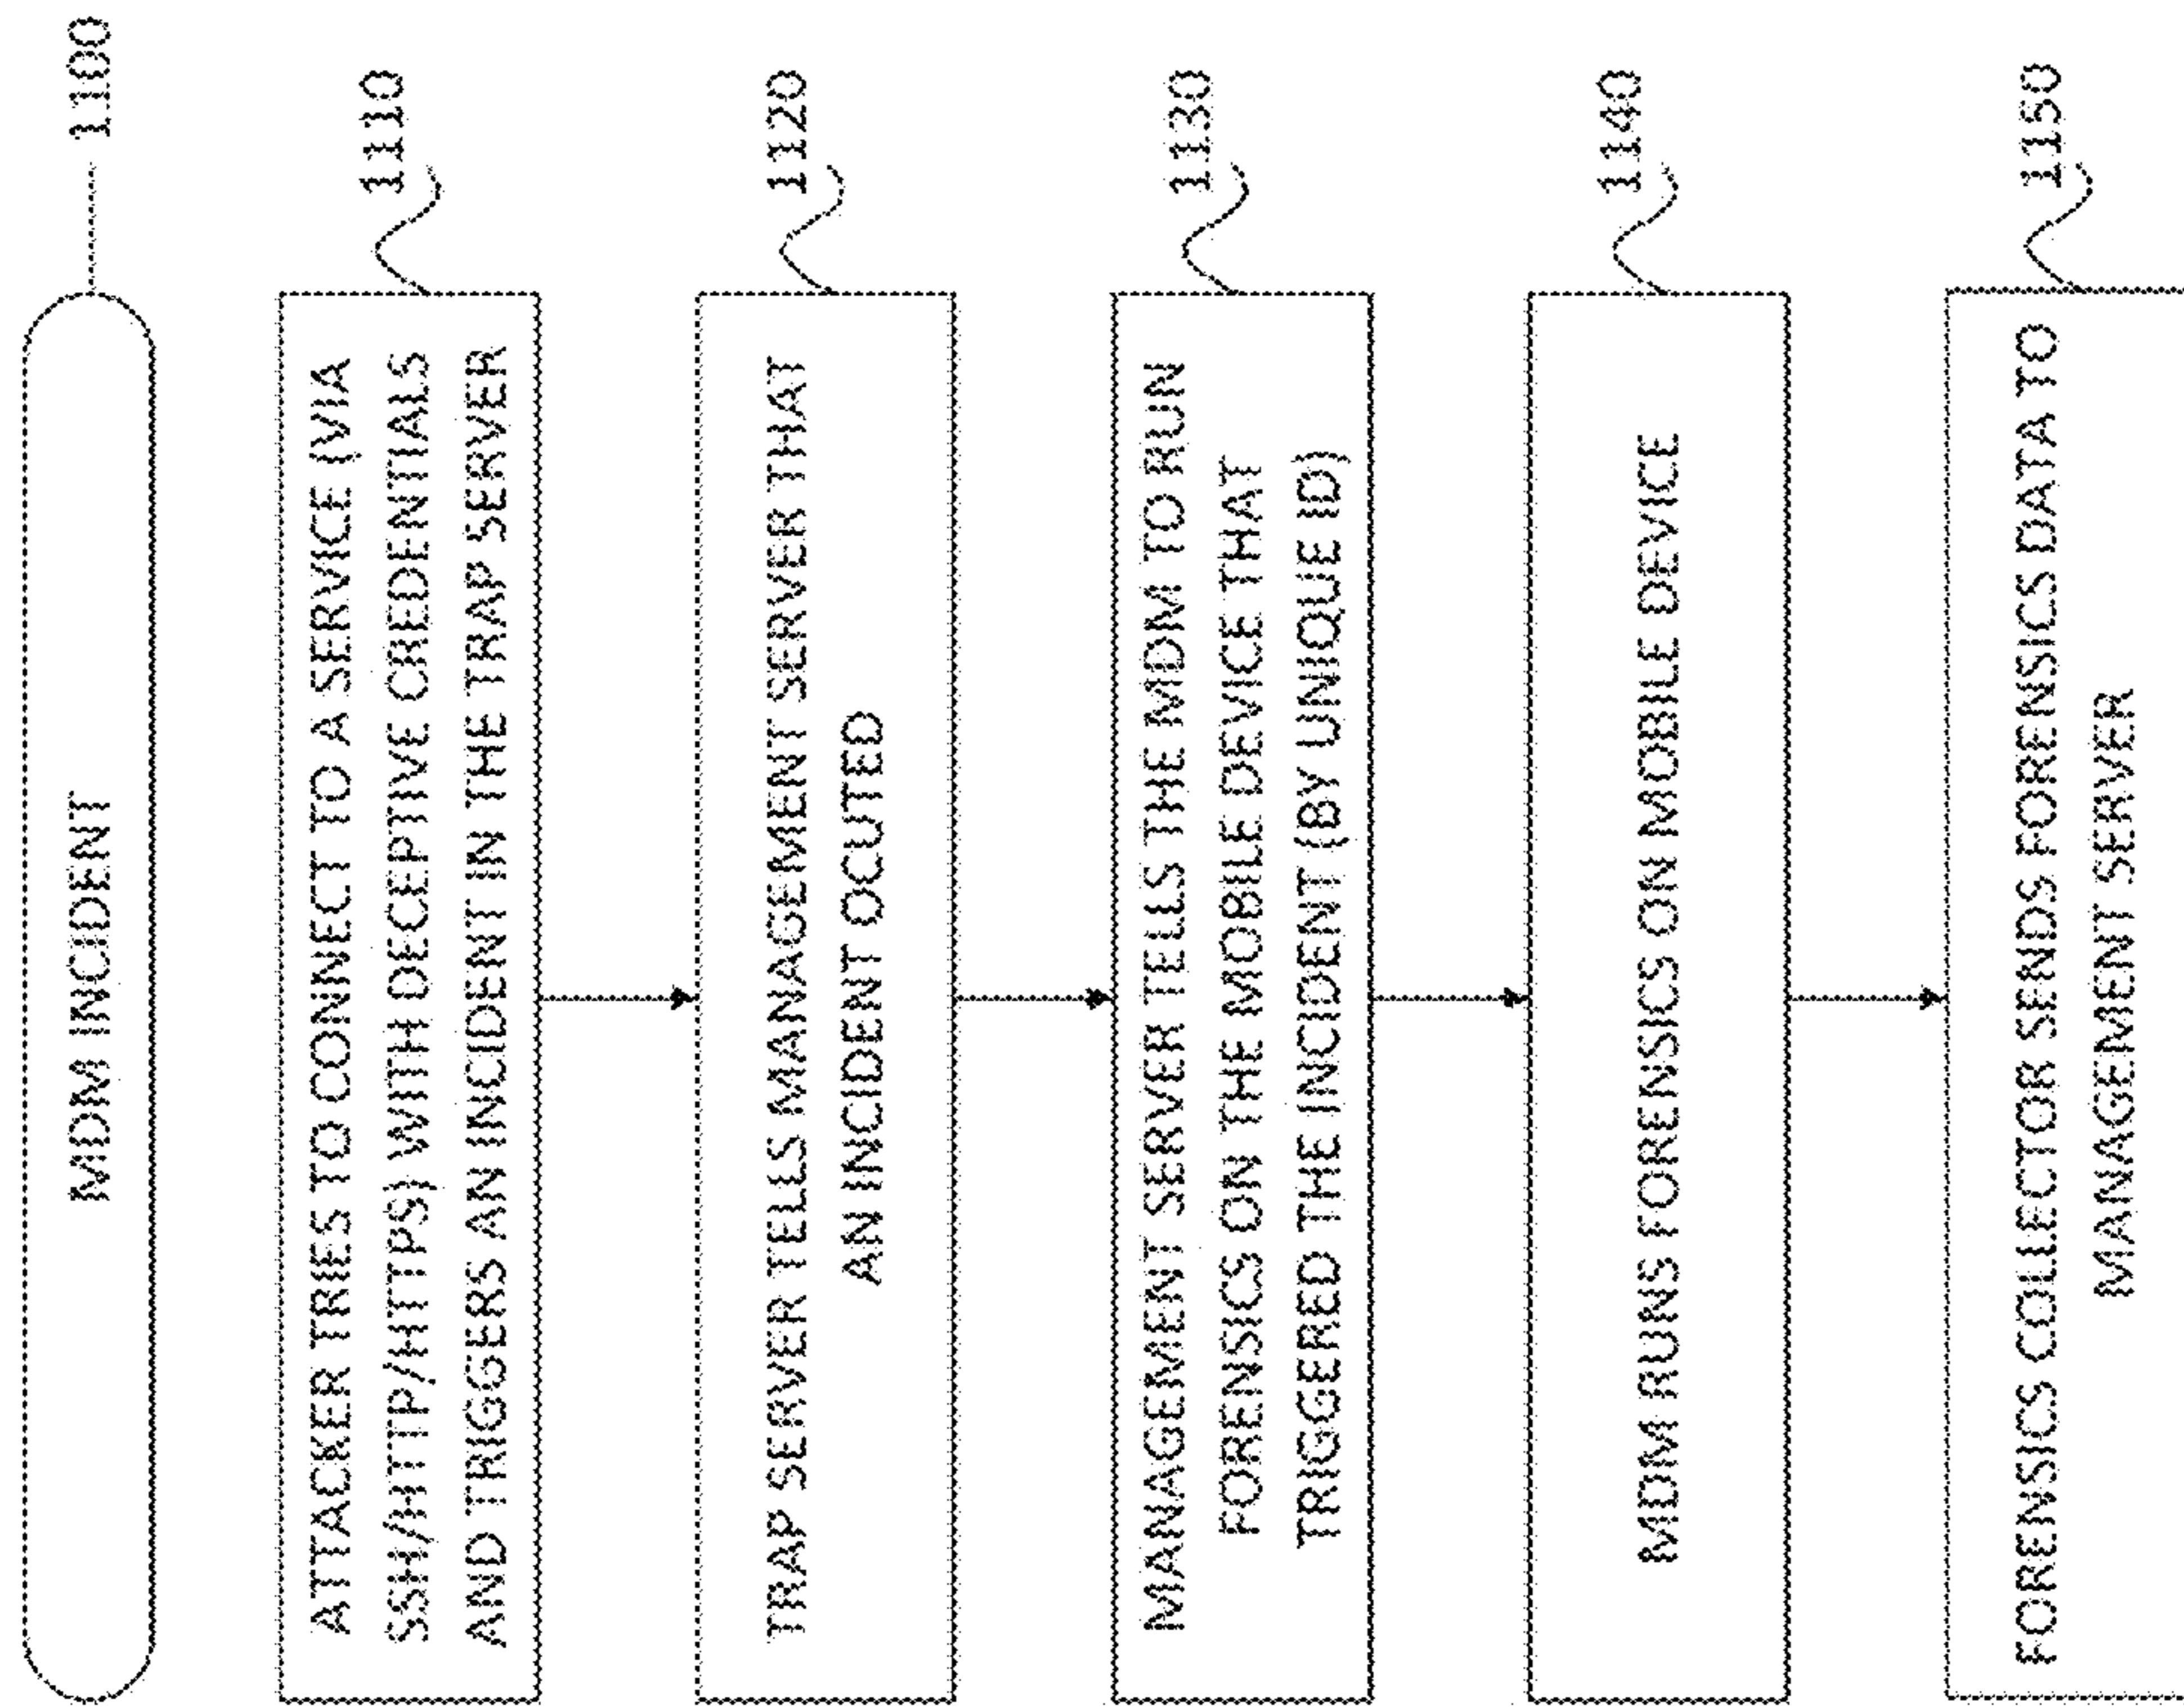 MDM INCIDENT
1100
ATTACKER TRIES TO CONNECT TO A SERVICE (VIA
SSH/HTTP/HTTPS) WITH DECEPTIVE CREDENTIALS
AND TRIGGERS AN INCIDENT IN THE TRAP SERVER
1110
TRAP SERVER TELLS MANAGEMENT SERVER THAT
AN INCIDENT OCUTED
1120
MANAGEMENT SERVER TELLS THE MDM TO RUN
FORENSICS ON THE MOBILE DEVICE THAT
TRIGGERED THE INCIDENT (BY UNIQUE ID)
1130
MDM RUNS FORENSICS ON MOBILE DEVICE
1140
FORENSICS COLLECTOR SENDS FORENSICS DATA TO
MANAGEMENT SERVER
1150